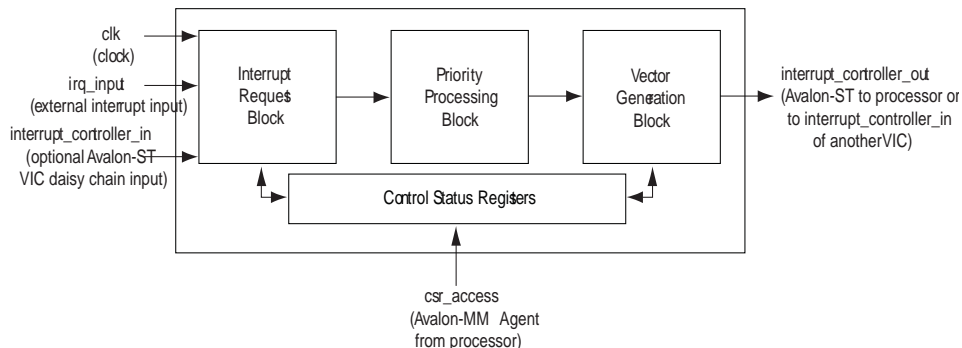 clk
(clock)
irq_input
(external interrupt input)
interrupt_controller_in
(optional Avalon-ST
VIC daisy chain input)
Interrupt
Request
Block
Priority
Processing
Block
Vector
Generation
Block
Control Status Registers
interrupt_controller_out
(Avalon-ST to processor or
to interrupt_controller_in
of another VIC)
csr_access
(Avalon-MM Agent
from processor)